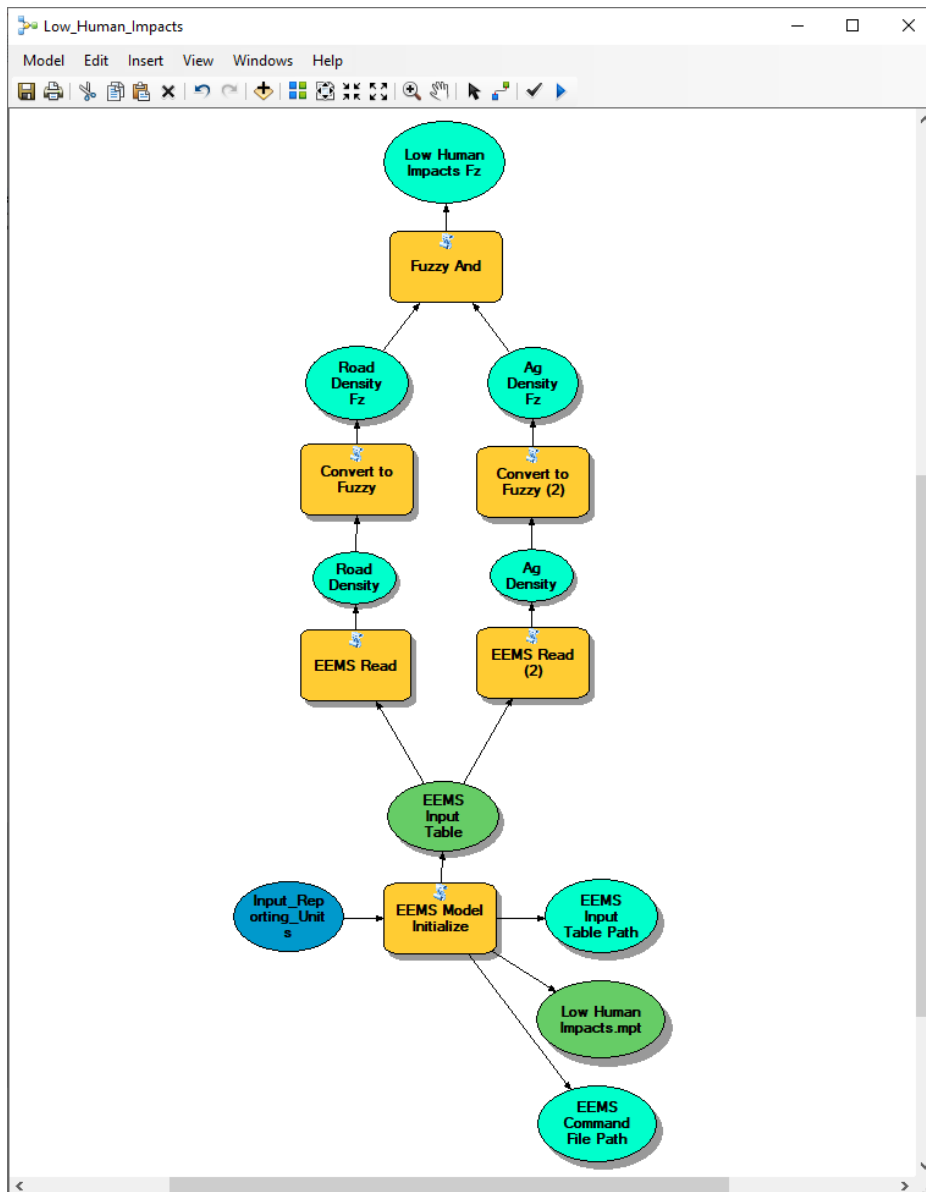 Low_Human_Impacts
Model Edit Insert View Windows Help
Low Human
Impacts Fz
Fuzzy And
Road
Density
Fz
Ag
Density
Fz
Convert to
Fuzzy
Convert to
Fuzzy (2)
Road
Density
Ag
Density
EEMS Read
EEMS Read
(2)
EEMS
Input
Table
Input_Rep
orting_Unit
s
EEMS Model
Initialize
EEMS
Input
Table Path
Low Human
Impacts.mpt
EEMS
Command
File Path